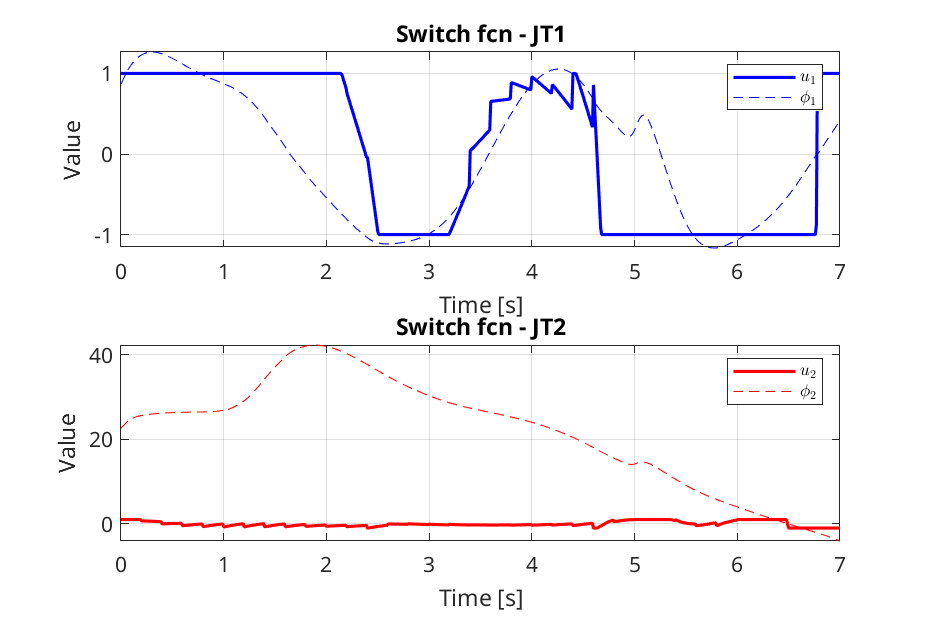 Switch fcn - JT1
Value
1
0
-1
u₁
ϕ₁
0 1 2 3 4 5 6 7
Time [s]
Switch fcn - JT2
Value
40
20
0
u₂
ϕ₂
0 1 2 3 4 5 6 7
Time [s]